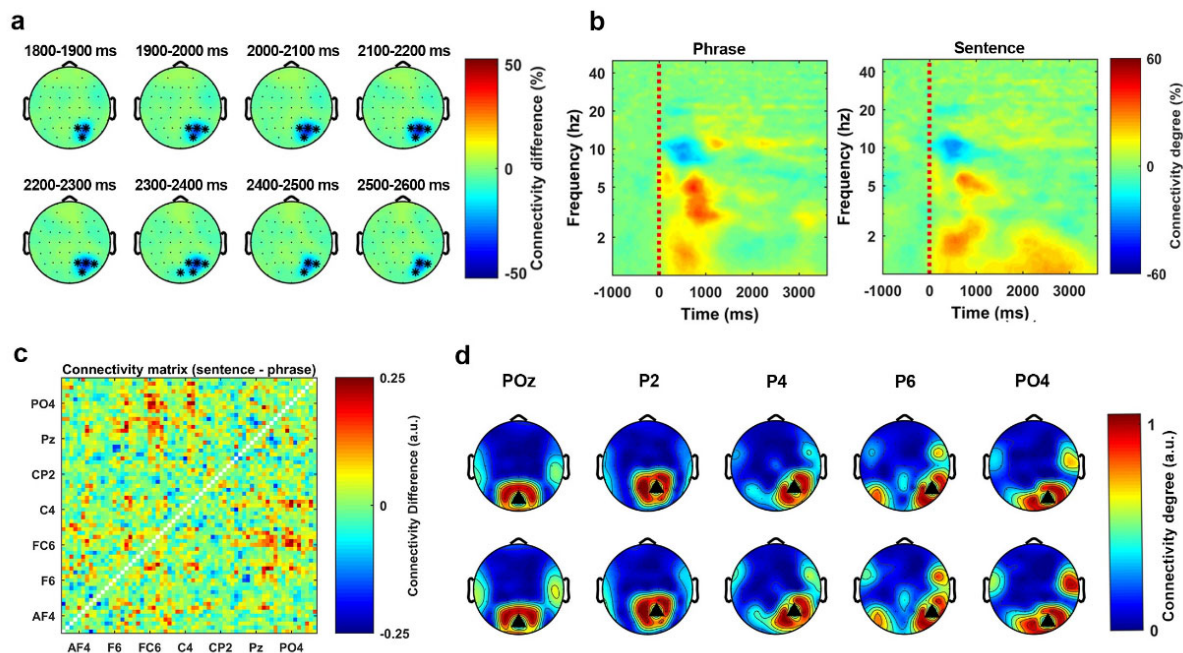 a
1800-1900 ms 1900-2000 ms 2000-2100 ms 2100-2200 ms
2200-2300 ms 2300-2400 ms 2400-2500 ms 2500-2600 ms
50
0
-50
Connectivity difference (%)
b
Phrase
Frequency (hz)
40
20
10
5
2
-1000 0 1000 2000 3000
Time (ms)
Sentence
Frequency (hz)
40
20
10
5
2
-1000 0 1000 2000 3000
Time (ms)
60
0
-60
Connectivity degree (%)
c
Connectivity matrix (sentence - phrase)
PO4
Pz
CP2
C4
FC6
F6
AF4
AF4 F6 FC6 C4 CP2 Pz PO4
0.25
0
-0.25
Connectivity Difference (a.u.)
d
POz P2 P4 P6 PO4
1
0
Connectivity degree (a.u.)